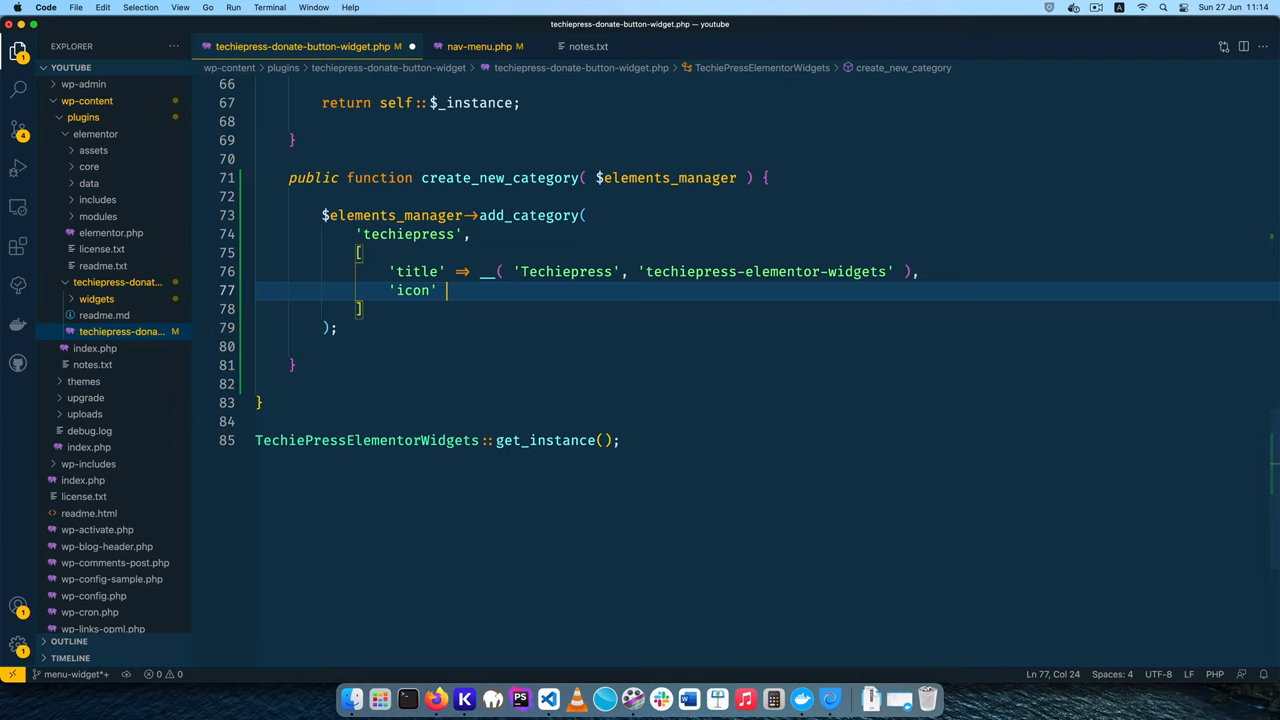 Code File Edit Selection View Go Run Terminal Window Help Sun 27 Jun 11:14
techiepress-donate-button-widget.php — youtube
EXPLORER
techiepress-donate-button-widget.php M nav-menu.php M notes.txt
YOUTUBE
wp-content techiepress-donate-button-widget techiepress-donate-button-widget.php TechiePressElementorWidgets create_new_category
plugins
wp-admin
wp-content
plugins
elementor
assets
core
data
includes
modules
elementor.php
license.txt
readme.txt
techiepress-donat...
widgets
readme.md
techiepress-dona... M
index.php
notes.txt
themes
upgrade
uploads
debug.log
index.php
wp-includes
index.php
license.txt
readme.html
wp-activate.php
wp-blog-header.php
wp-comments-post.php
wp-config-sample.php
wp-config.php
wp-cron.php
wp-links-opml.php
OUTLINE
TIMELINE
66
67 return self::$_instance;
68
69 }
70
71 public function create_new_category( $elements_manager ) {
72
73 $elements_manager->add_category(
74 'techiepress',
75 [
76 'title' => __( 'Techiepress', 'techiepress-elementor-widgets' ),
77 'icon'
78 ]
79 );
80
81 }
82
83 }
84
85 TechiePressElementorWidgets::get_instance();
1
4
1
1
menu-widget*+ 0 0 Ln 77, Col 24 Spaces: 4 UTF-8 LF PHP